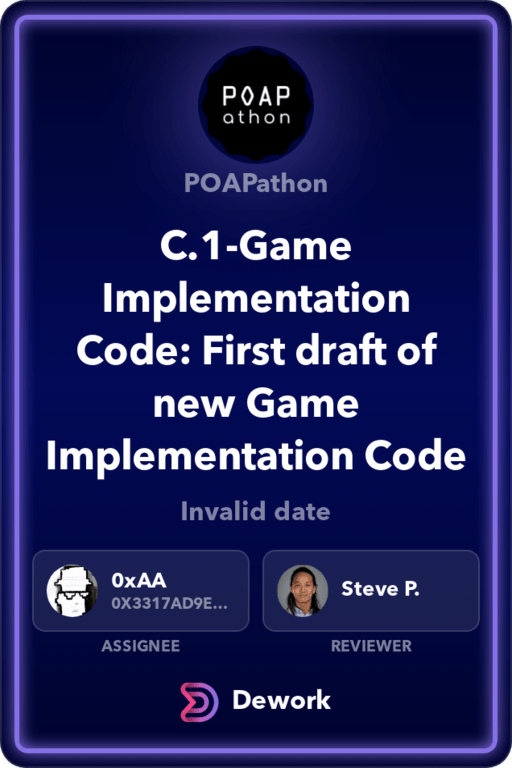 POAP
athon
POAPathon
C.1-Game
Implementation
Code: First draft of
new Game
Implementation Code
Invalid date
0xAA
0X3317AD9E...
ASSIGNEE
Steve P.
REVIEWER
Dework